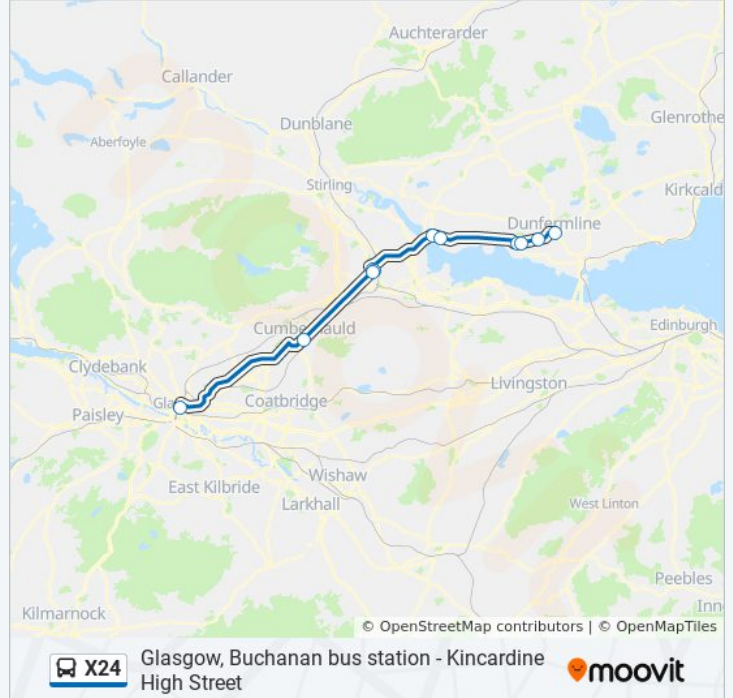 Auchterarder
Callander
Glenrothe
Dunblane
Aberfoyle
Stirling
Kirkcald
Dunfermline
Cumbernauld
Edinburgh
Clydebank
Livingston
Gla
Coatbridge
Paisley
Wishaw
East Kilbride
Larkhall
West Linton
Peebles
Inn
Kilmarnock
© OpenStreetMap contributors | © OpenMapTiles
X24
Glasgow, Buchanan bus station - Kincardine
High Street
moovit